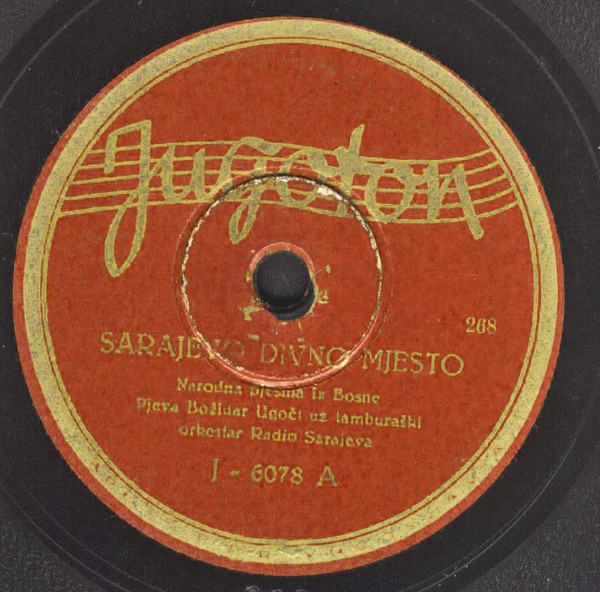 Jugoton
268
SARAJEVO DIVNO MJESTO
Narodna pjesma iz Bosne
Pjeva Božidar Ugoči uz tamburaški
orkestar Radio Sarajeva
J - 6078 A